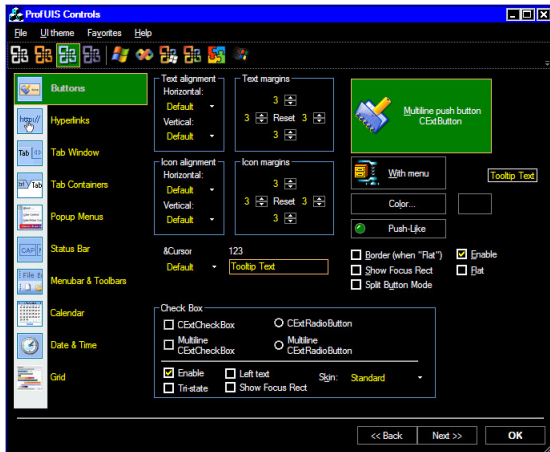 ProfUIS Controls
File UI theme Favorites Help
Buttons
Hyperlinks
Tab Window
Tab Containers
Popup Menus
Status Bar
Menubar & Toolbars
Calendar
Date & Time
Grid
http://
Tab
Tab
CAP
File
Text alignment
Horizontal:
Default
Vertical:
Default
Text margins
3
3 Reset 3
3
Icon alignment
Horizontal:
Default
Vertical:
Default
Icon margins
3
3 Reset 3
3
&Cursor
Default
123
Tooltip Text
Multiline push button
CExtButton
With menu
Tooltip Text
Color...
Push-Like
Border (when "Flat")
Enable
Show Focus Rect
Flat
Split Button Mode
Check Box
CExtCheckBox
CExtRadioButton
Multiline
CExtCheckBox
Multiline
CExtRadioButton
Enable
Left text
Skin: Standard
Tri-state
Show Focus Rect
<< Back
Next >>
OK